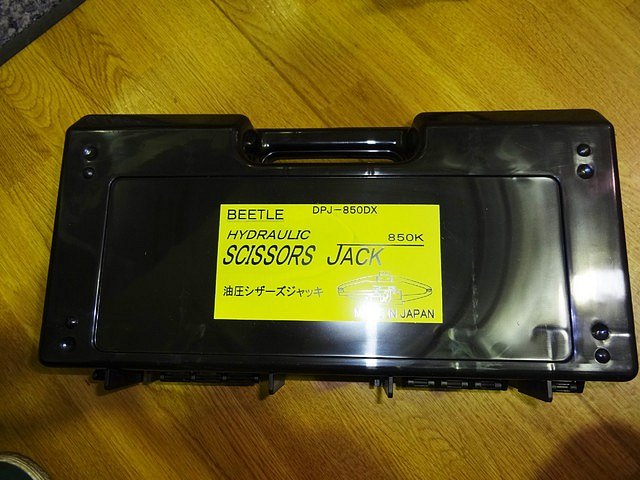 BEETLE DPJ-850DX
HYDRAULIC 850K
SCISSORS JACK
油圧シザーズジャッキ
MADE IN JAPAN